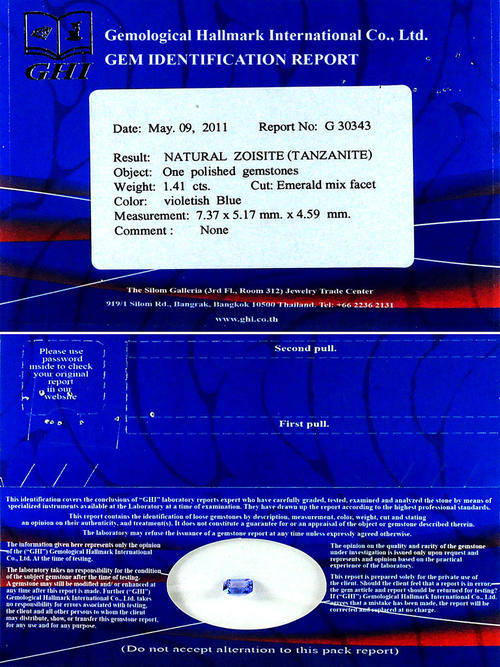 GHI
Gemological Hallmark International Co., Ltd.
GEM IDENTIFICATION REPORT
Date: May. 09, 2011 Report No: G 30343
Result: NATURAL ZOISITE (TANZANITE)
Object: One polished gemstones
Weight: 1.41 cts. Cut: Emerald mix facet
Color: violetish Blue
Measurement: 7.37 x 5.17 mm. x 4.59 mm.
Comment : None
The Silom Galleria (3rd Fl., Room 312) Jewelry Trade Center
919/1 Silom Rd., Bangrak, Bangkok 10500 Thailand. Tel: +66 2236 2131
www.ghi.co.th
Please use
password
inside to check
your original
report
in our
website
Second pull.
First pull.
This identification covers the conclusions of "GHI" laboratory reports expert who have carefully graded, tested, examined and analyzed the stone by means of
specialized instruments available at the Laboratory at a time of examination. They have drawn up the report according to the highest professional standards.
This report contains the identification of loose gemstones by description, measurement, color, weight, cut and stating
an opinion on their authenticity, and treatment(s). It does not constitute a guarantee for or an appraisal of the object or gemstone described therein.
The laboratory may refuse the issuance of a gemstone report at any time unless expressly agreed otherwise.
The information given here represents only the opinion
of the ("GHI") Gemological Hallmark International
Co., Ltd. At the time of testing.
The laboratory takes no responsibility for the condition
of the subject gemstone after the time of testing.
A gemstone may still be modified and/ or enhanced at
any time after this report is made. Further ("GHI")
Gemological Hallmark International Co., Ltd. takes
no responsibility for errors associated with testing,
the client and all other persons to whom the client
may distribute, show, or transfer this gemstone report,
for any use and for any purpose.
The opinion on the quality and rarity of the gemstone
under investigation is issued only upon request and
represents and opinion based on the practical
experience of the laboratory.
This report is prepared solely for the private use of
the client. Should the client feel that a report is in error,
the gem article and report should be returned for testing?
If ("GHI") Gemological Hallmark International Co., Ltd.
agrees that a mistake has been made, the report will be
corrected and replaced at no charge.
(Do not accept alteration to this pack report)